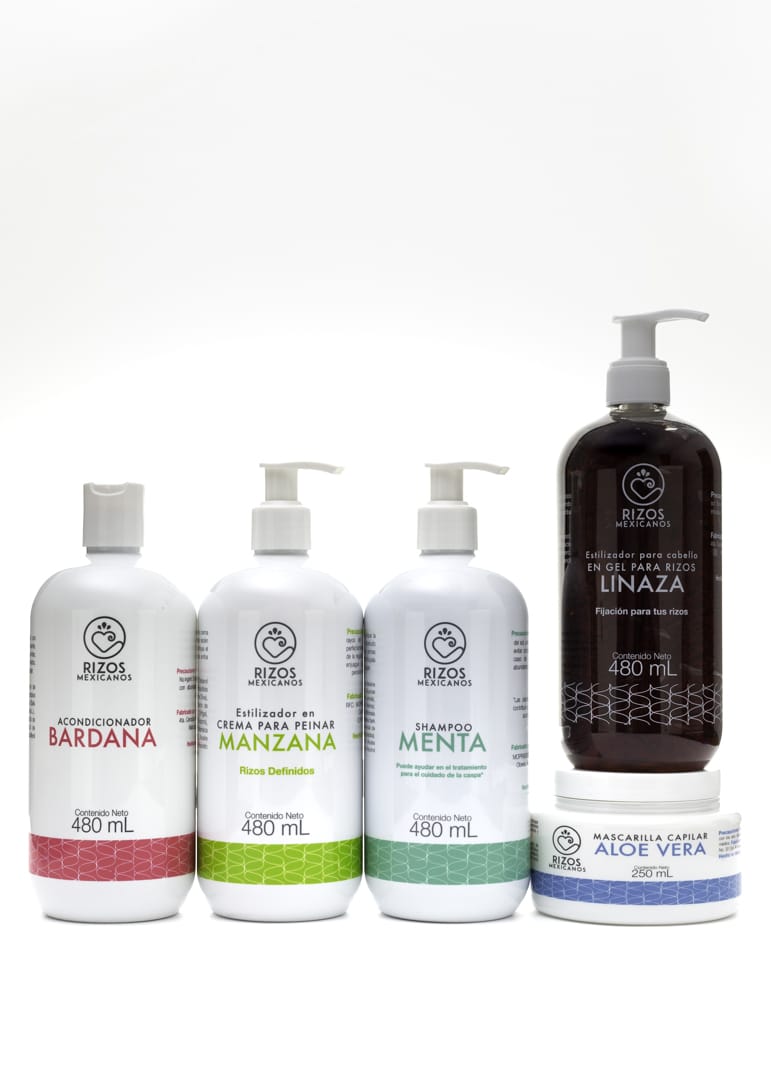 RIZOS
MEXICANOS
ACONDICIONADOR
BARDANA
Contenido Neto
480 mL
RIZOS
MEXICANOS
Estilizador en
CREMA PARA PEINAR
MANZANA
Rizos Definidos
Contenido Neto
480 mL
RIZOS
MEXICANOS
SHAMPOO
MENTA
Puede ayudar en el tratamiento
para el cuidado de la caspa*
Contenido Neto
480 mL
RIZOS
MEXICANOS
Estilizador para cabello
EN GEL PARA RIZOS
LINAZA
Fijación para tus rizos
Contenido Neto
480 mL
RIZOS
MEXICANOS
MASCARILLA CAPILAR
ALOE VERA
Contenido Neto
250 mL